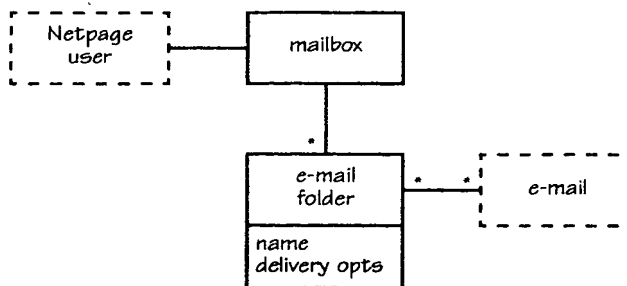 Netpage
user
mailbox
*
e-mail
folder
* *
e-mail
name
delivery opts